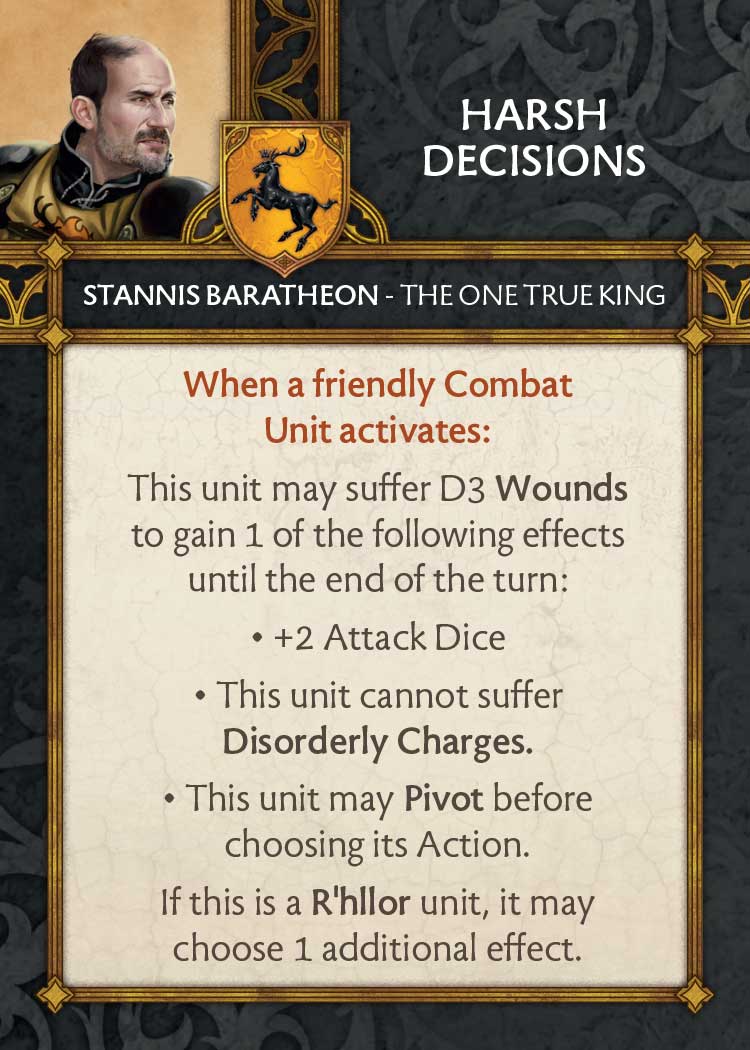 HARSH
DECISIONS
STANNIS BARATHEON - THE ONE TRUE KING
When a friendly Combat
Unit activates:
This unit may suffer D3 Wounds
to gain 1 of the following effects
until the end of the turn:
• +2 Attack Dice
• This unit cannot suffer
Disorderly Charges.
• This unit may Pivot before
choosing its Action.
If this is a R'hllor unit, it may
choose 1 additional effect.